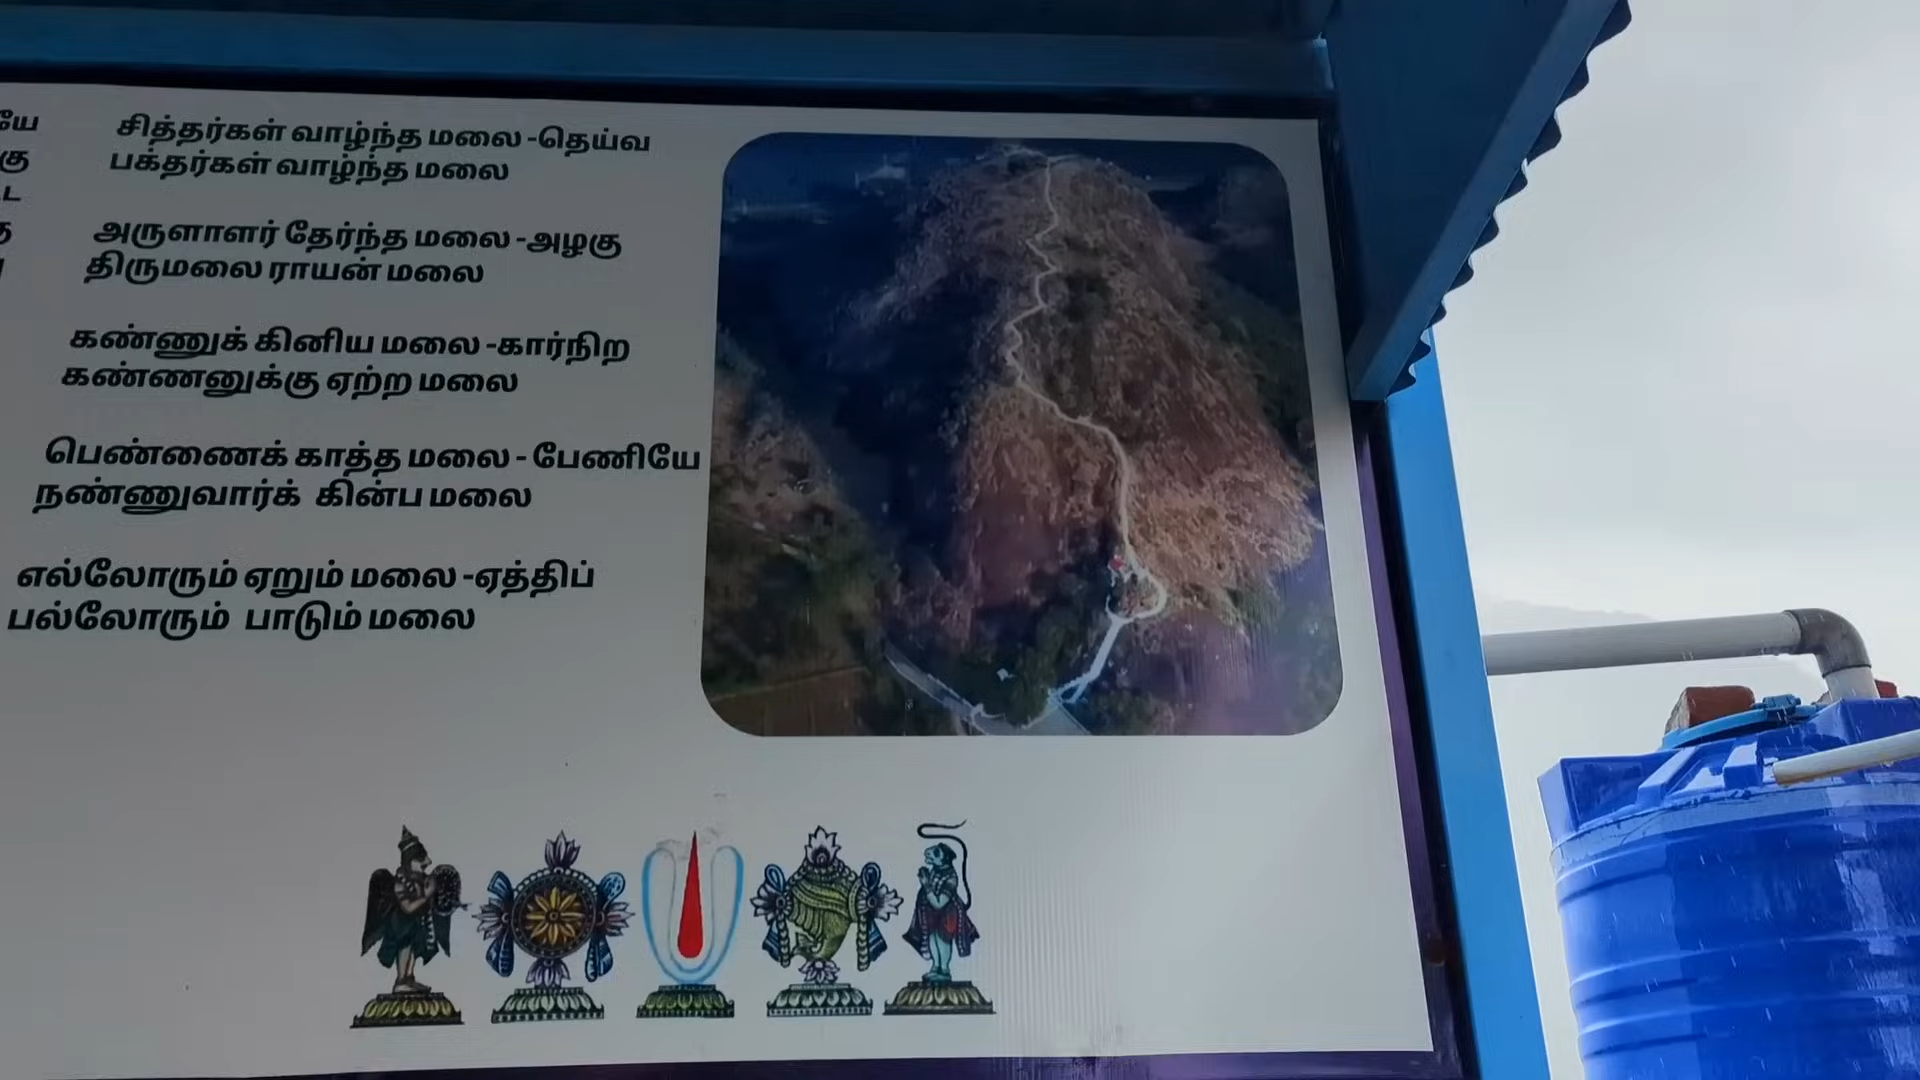 யே
கு
சித்தர்கள் வாழ்ந்த மலை -தெய்வ
பக்தர்கள் வாழ்ந்த மலை
அருளாளர் தேர்ந்த மலை -அழகு
திருமலை ராயன் மலை
கண்ணுக் கினிய மலை -கார்நிற
கண்ணனுக்கு ஏற்ற மலை
பெண்ணைக் காத்த மலை - பேணியே
நண்ணுவார்க் கின்ப மலை
எல்லோரும் ஏறும் மலை -ஏத்திப்
பல்லோரும் பாடும் மலை